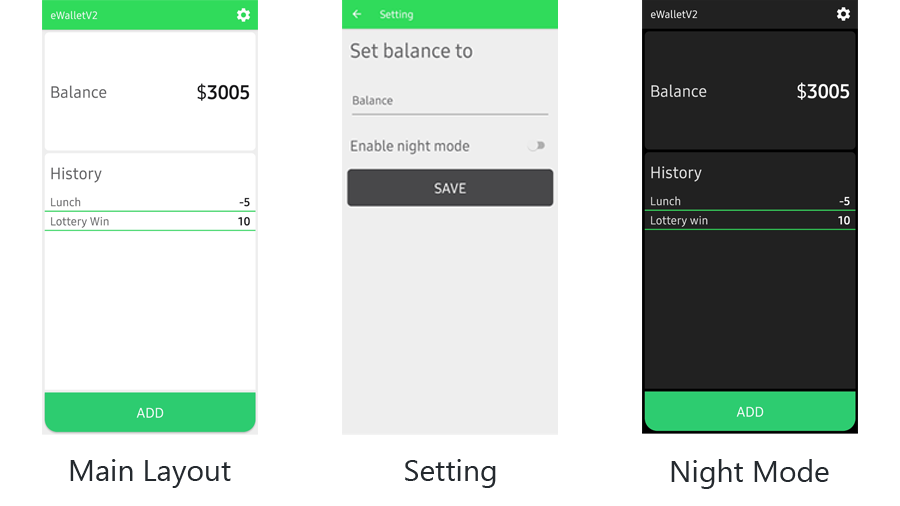 eWalletV2
Balance $3005
History
Lunch -5
Lottery Win 10
ADD
Main Layout
Setting
Set balance to
Balance
Enable night mode
SAVE
Setting
eWalletV2
Balance $3005
History
Lunch -5
Lottery win 10
ADD
Night Mode